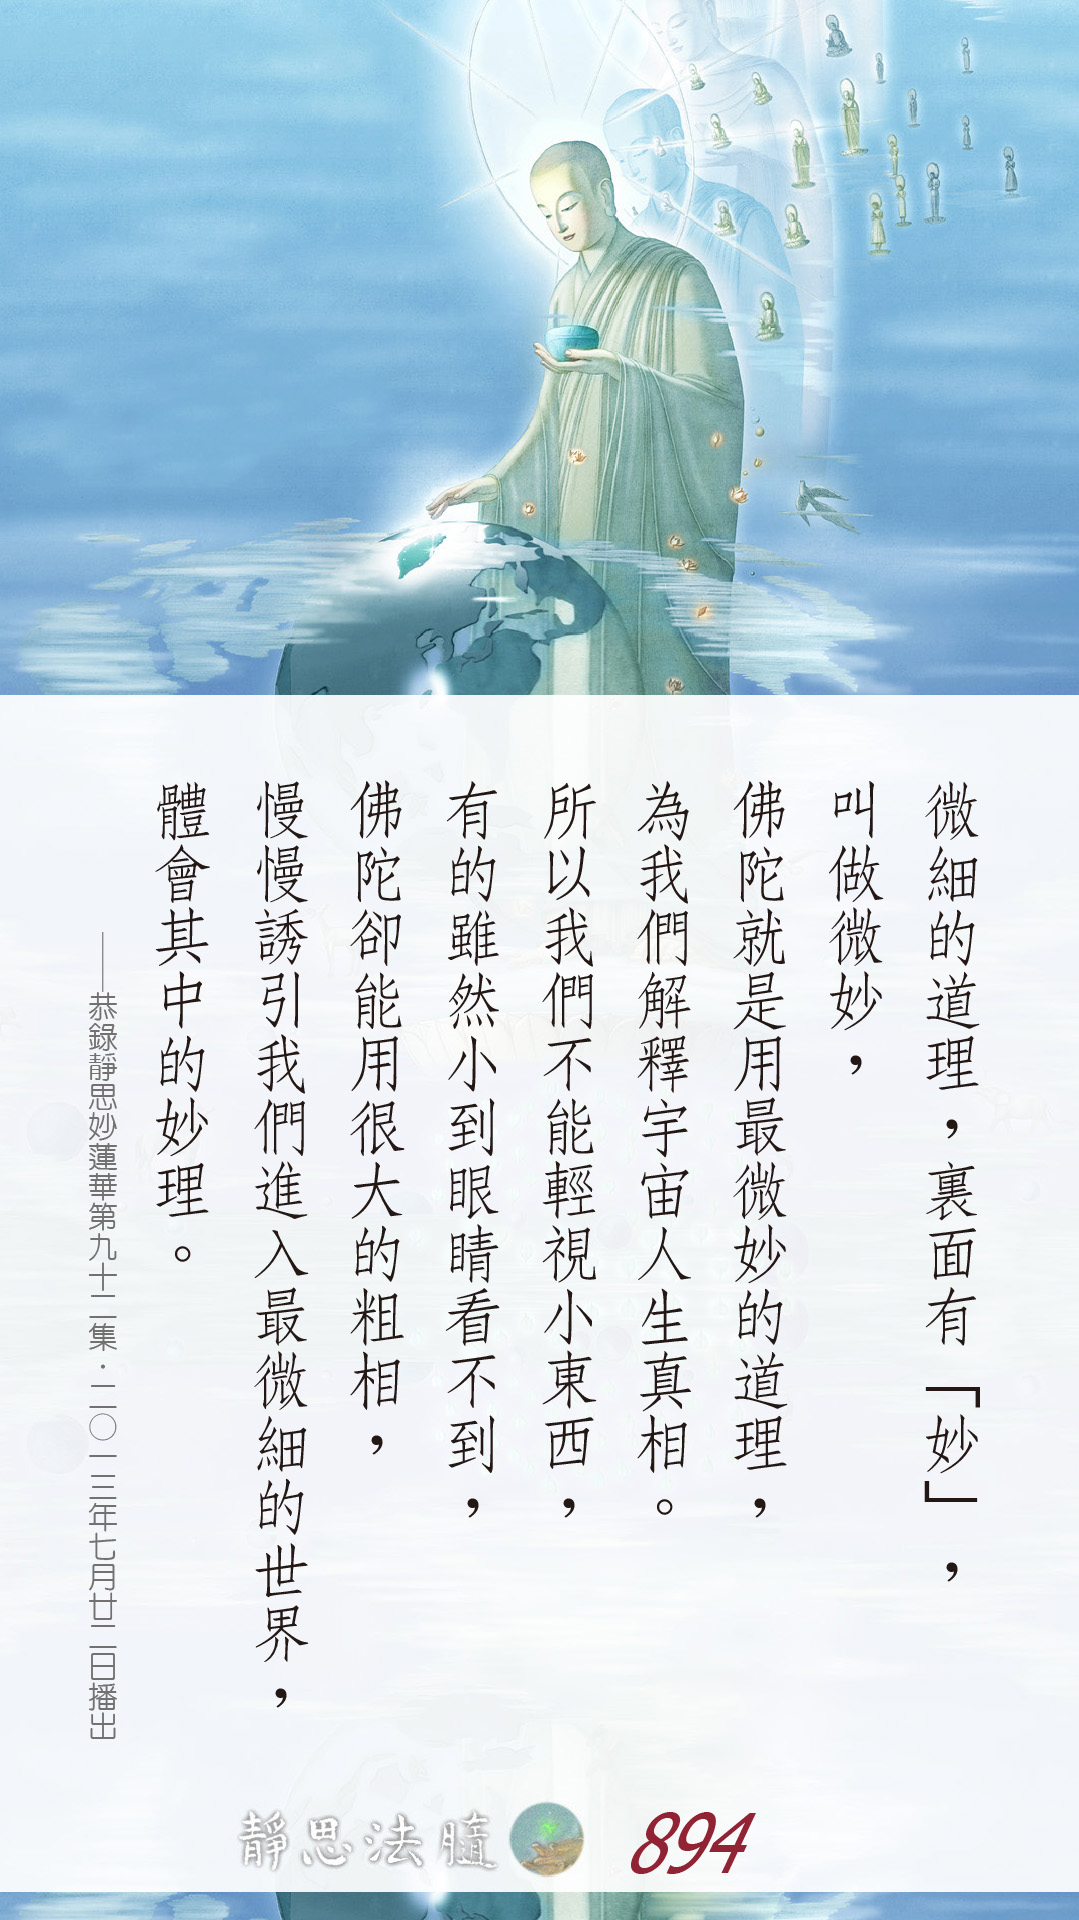 微細的道理，裏面有「妙」，
叫做微妙，
佛陀就是用最微妙的道理，
為我們解釋宇宙人生真相。
所以我們不能輕視小東西，
有的雖然小到眼睛看不到，
佛陀卻能用很大的粗相，
慢慢誘引我們進入最微細的世界，
體會其中的妙理。
——恭錄靜思妙蓮華第九十二集．二〇一三年七月廿二日播出
靜思法髓
894